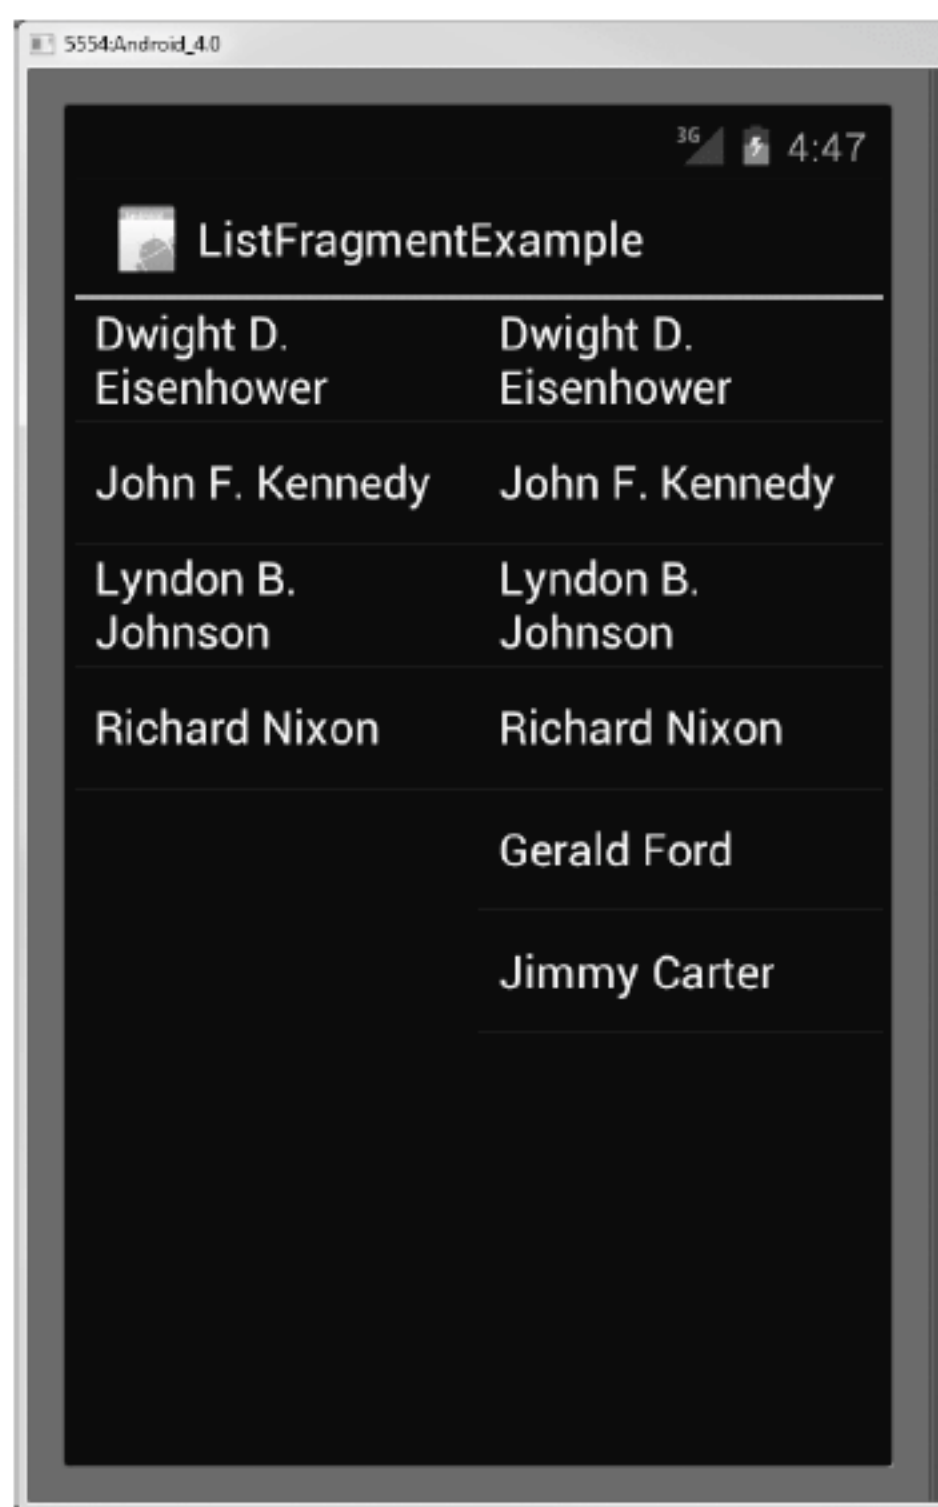 5554:Android_4.0
3G 4:47
ListFragmentExample
Dwight D.
Eisenhower
John F. Kennedy
Lyndon B.
Johnson
Richard Nixon
Dwight D.
Eisenhower
John F. Kennedy
Lyndon B.
Johnson
Richard Nixon
Gerald Ford
Jimmy Carter